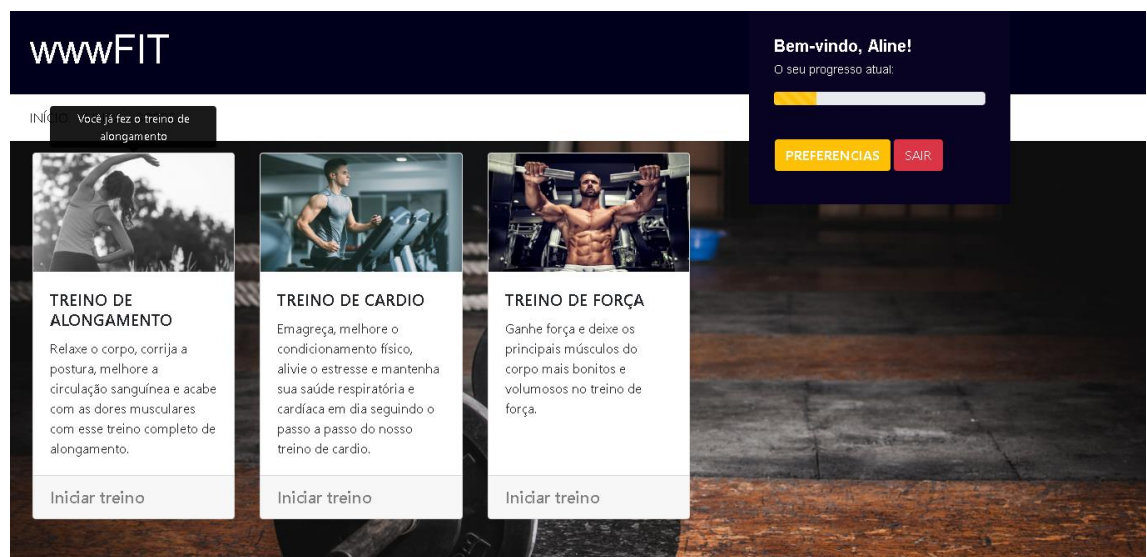 wwwFIT
Bem-vindo, Aline!
O seu progresso atual:
PREFERENCIAS
SAIR
INÍCIO
Você já fez o treino de
alongamento
TREINO DE
ALONGAMENTO
Relaxe o corpo, corrija a
postura, melhore a
circulação sanguínea e acabe
com as dores musculares
com esse treino completo de
alongamento.
Iniciar treino
TREINO DE CARDIO
Emagreça, melhore o
condicionamento físico,
alivie o estresse e mantenha
sua saúde respiratória e
cardíaca em dia seguindo o
passo a passo do nosso
treino de cardio.
Iniciar treino
TREINO DE FORÇA
Ganhe força e deixe os
principais músculos do
corpo mais bonitos e
volumosos no treino de
força.
Iniciar treino